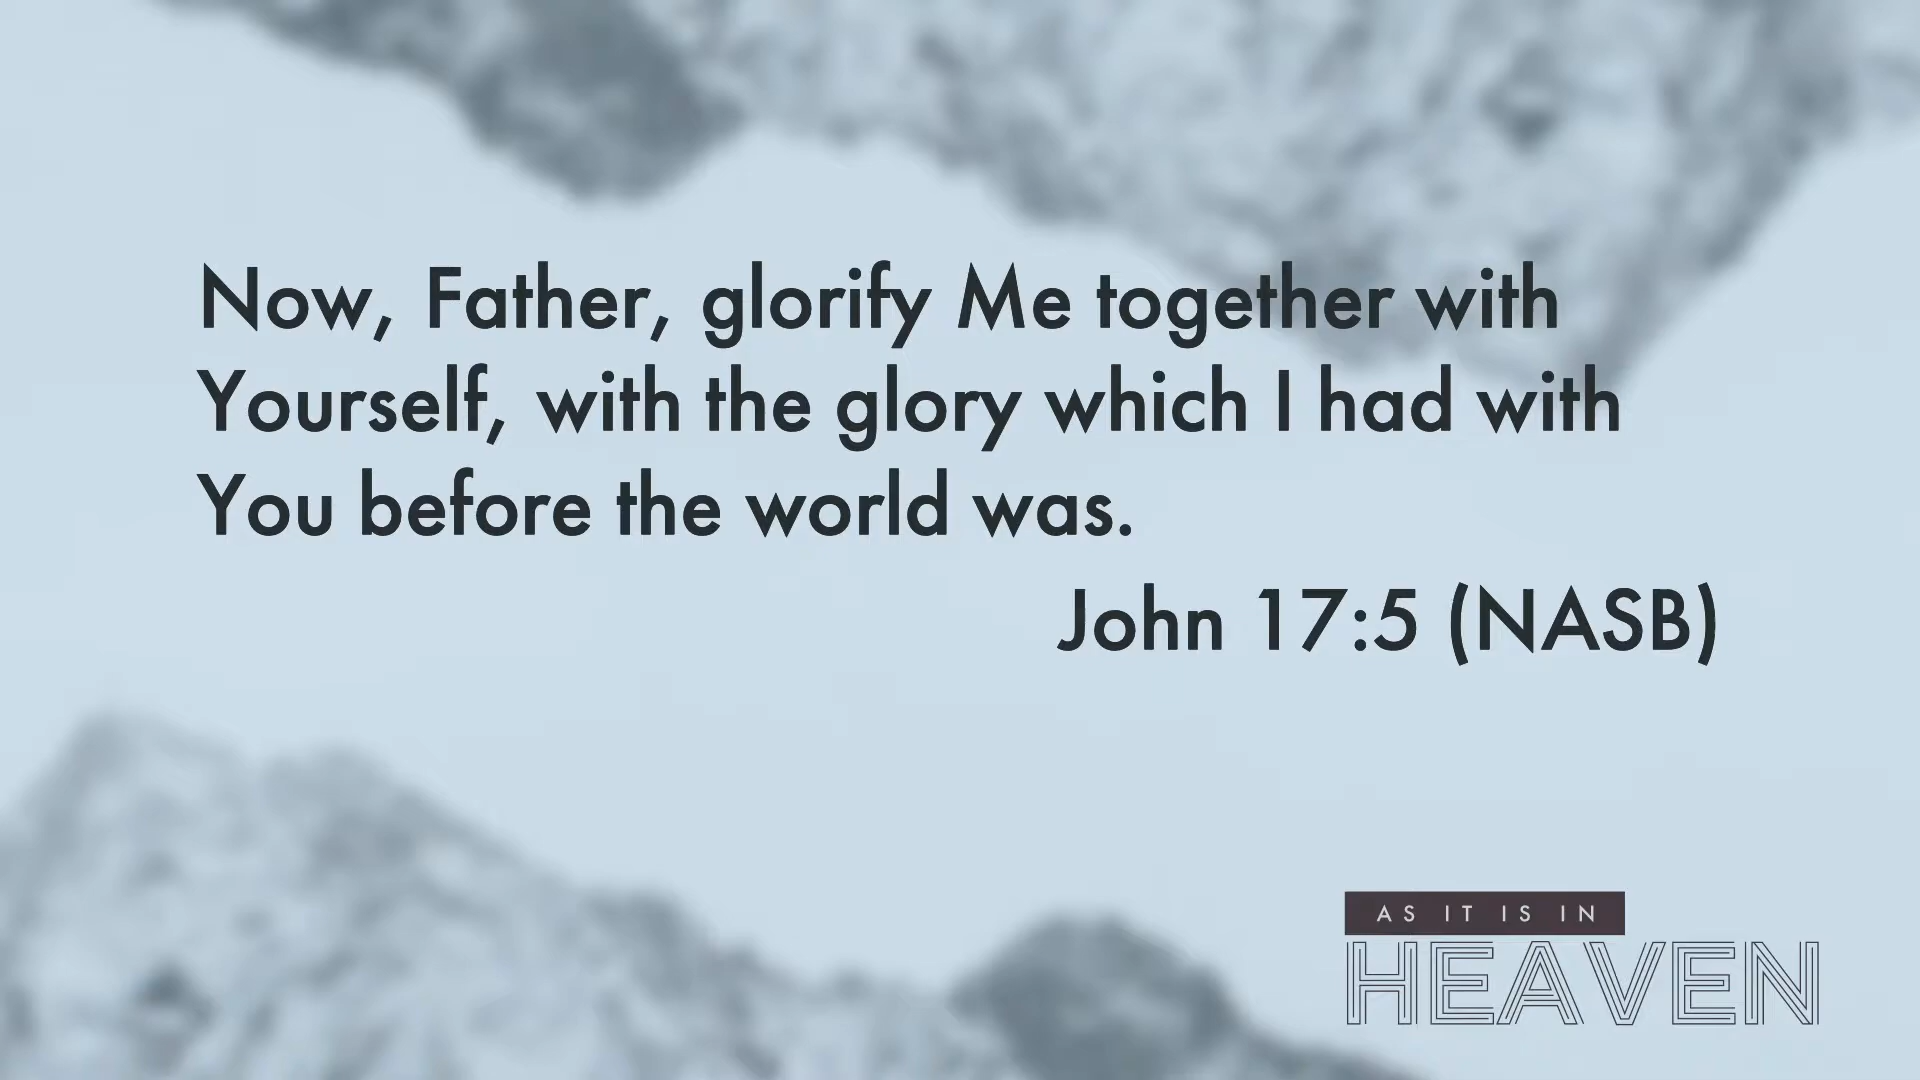 Now, Father, glorify Me together with
Yourself, with the glory which I had with
You before the world was.
John 17:5 (NASB)
AS IT IS IN
HEAVEN